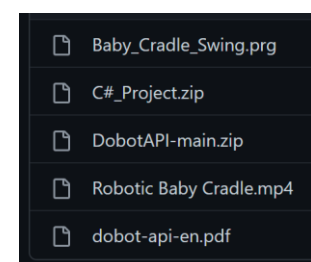 Baby_Cradle_Swing.prg
C#_Project.zip
DobotAPI-main.zip
Robotic Baby Cradle.mp4
dobot-api-en.pdf